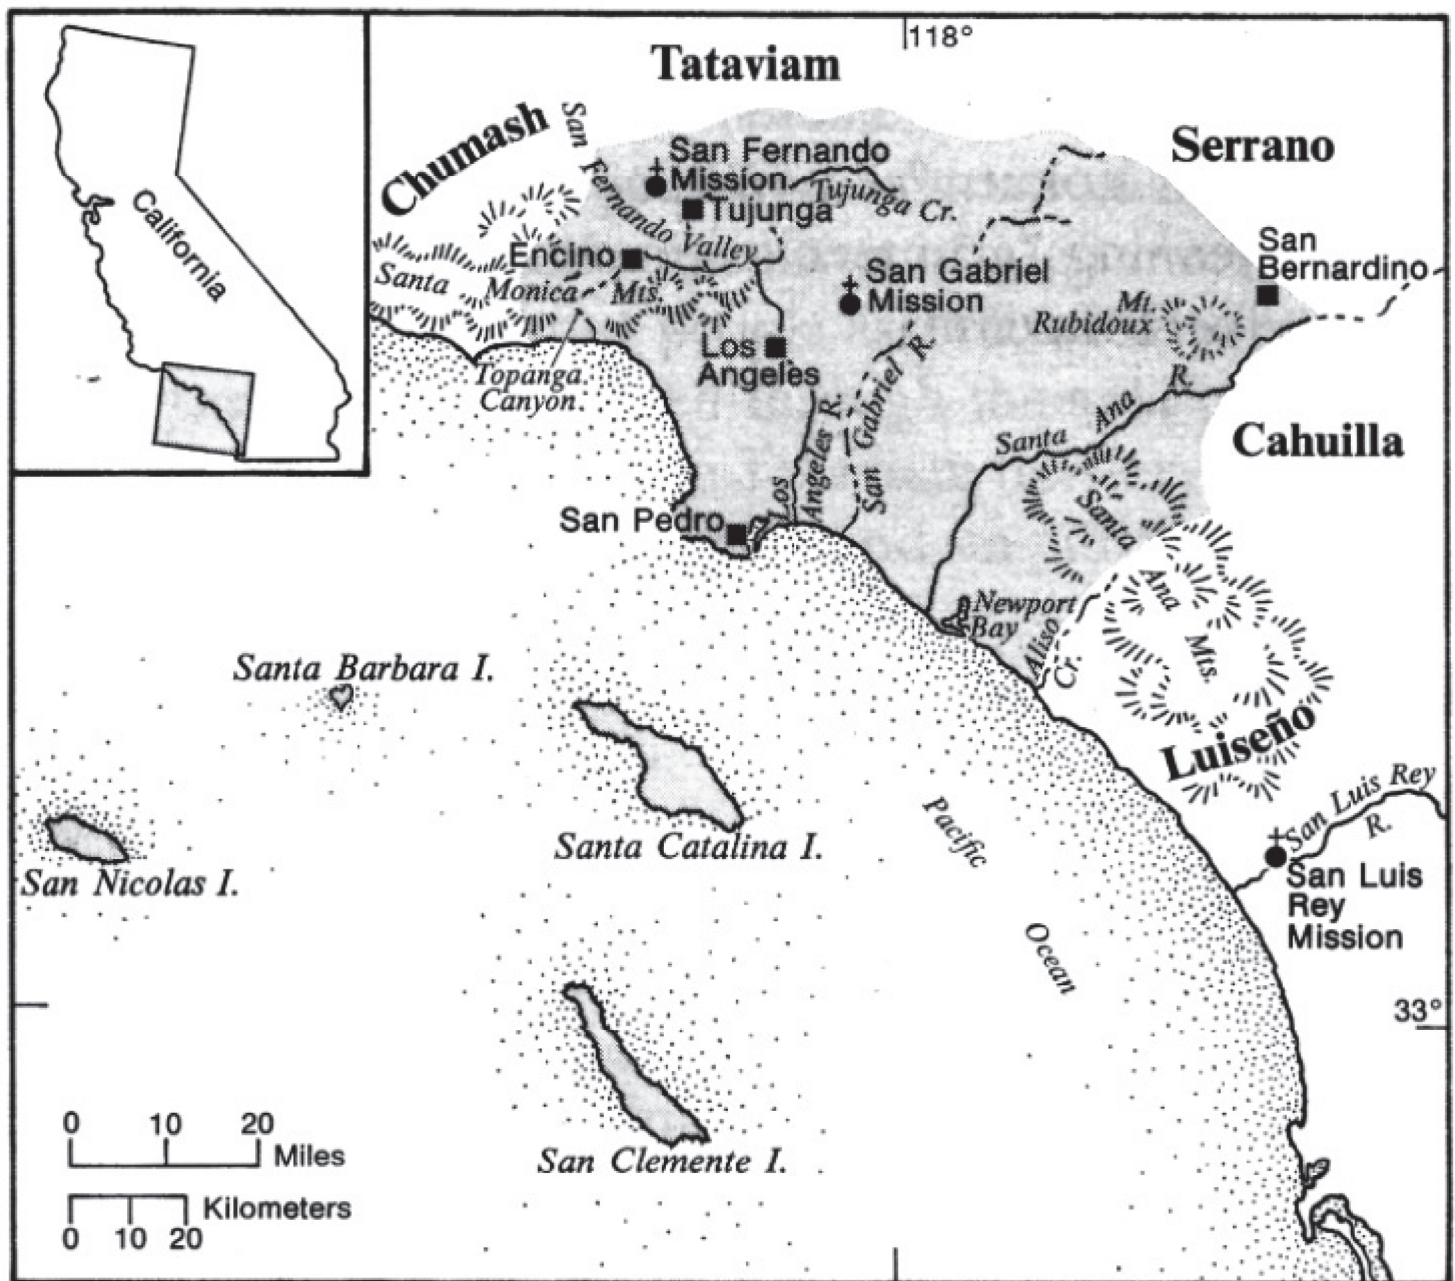 California
118°
Tataviam
Chumash
Serrano
San Fernando Valley
San Fernando
Mission
Tujunga
Tujunga Cr.
Encino
Santa Monica Mts.
San Gabriel
Mission
San
Bernardino
Mt.
Rubidoux
Los
Angeles
Topanga
Canyon
Los Angeles R.
San Gabriel R.
Santa Ana R.
Cahuilla
San Pedro
Santa Ana Mts.
Newport
Bay
Aliso
Cr.
Santa Barbara I.
Luiseño
San Luis Rey
R.
Santa Catalina I.
San Nicolas I.
Pacific
Ocean
San Luis
Rey
Mission
33°
San Clemente I.
0 10 20
Miles
Kilometers
0 10 20